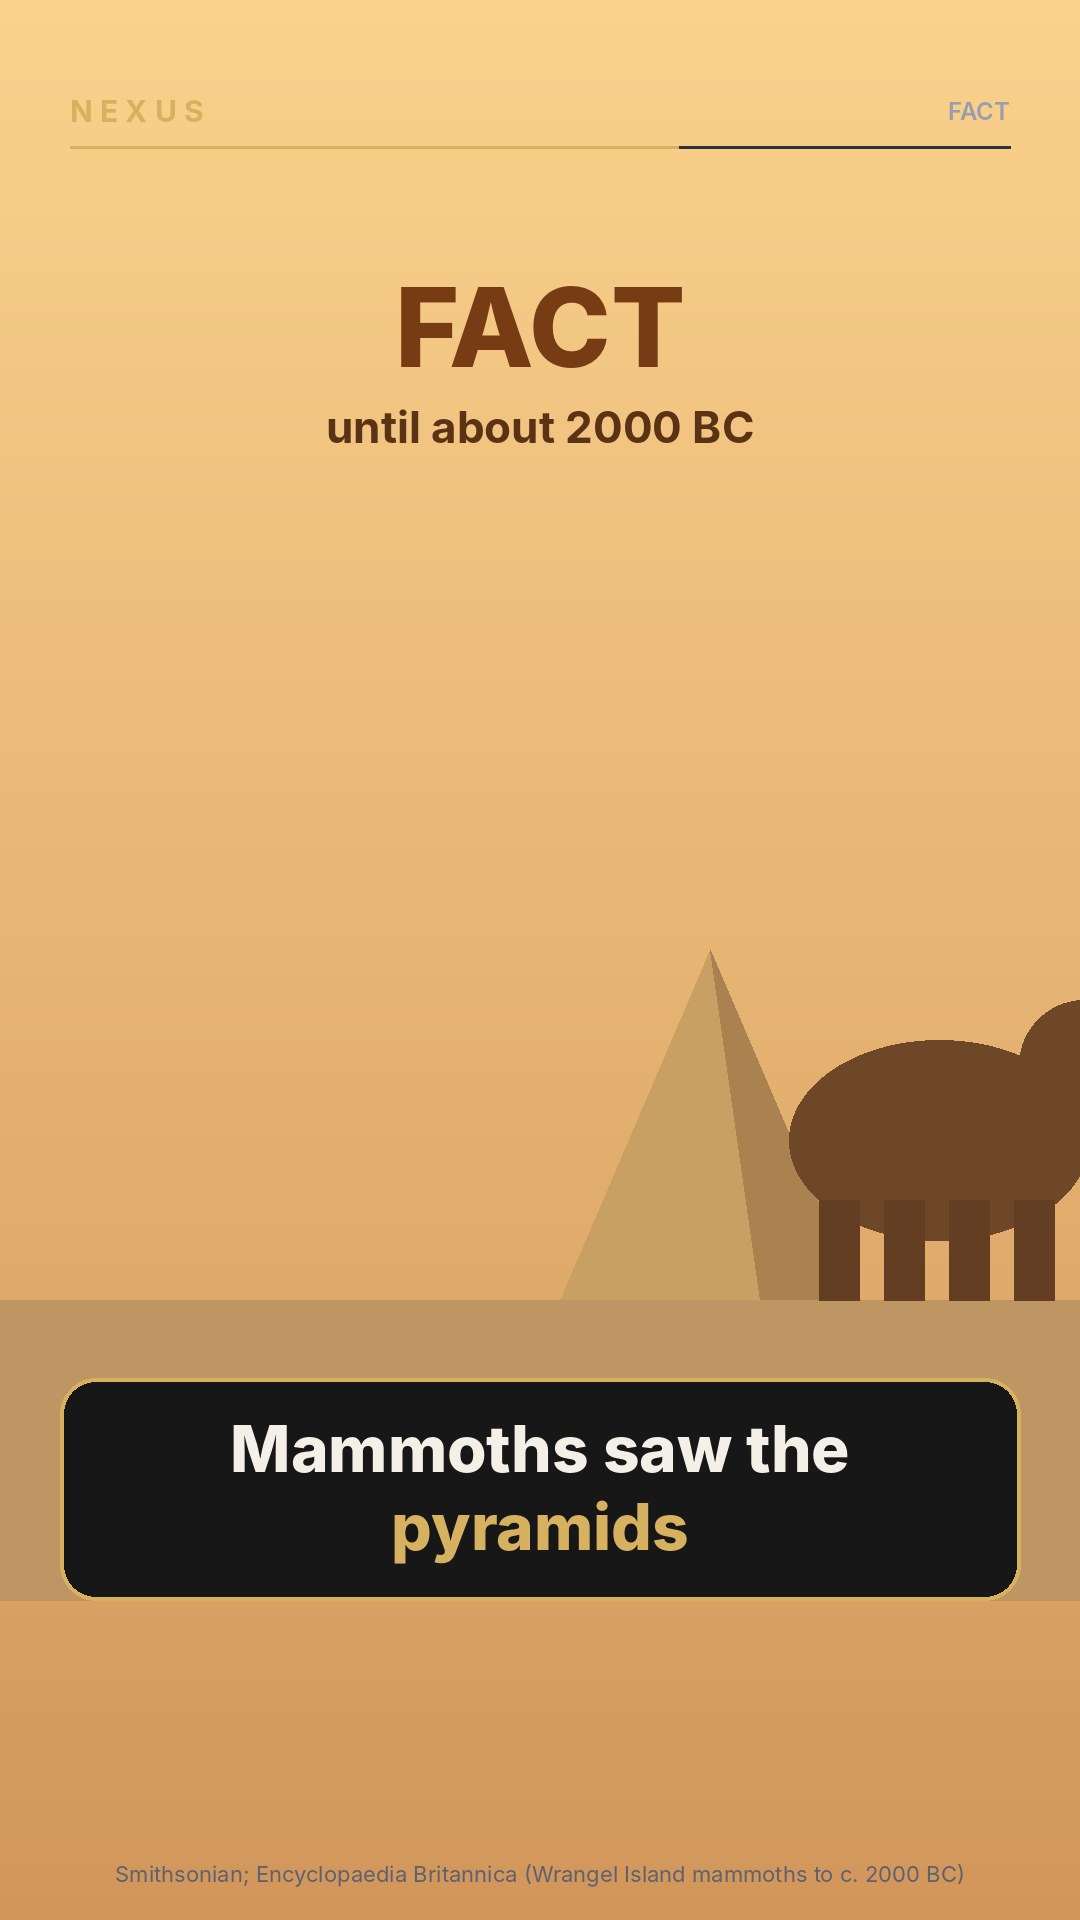 NEXUS
FACT
FACT
until about 2000 BC
Mammoths saw the
pyramids
Smithsonian; Encyclopaedia Britannica (Wrangel Island mammoths to c. 2000 BC)